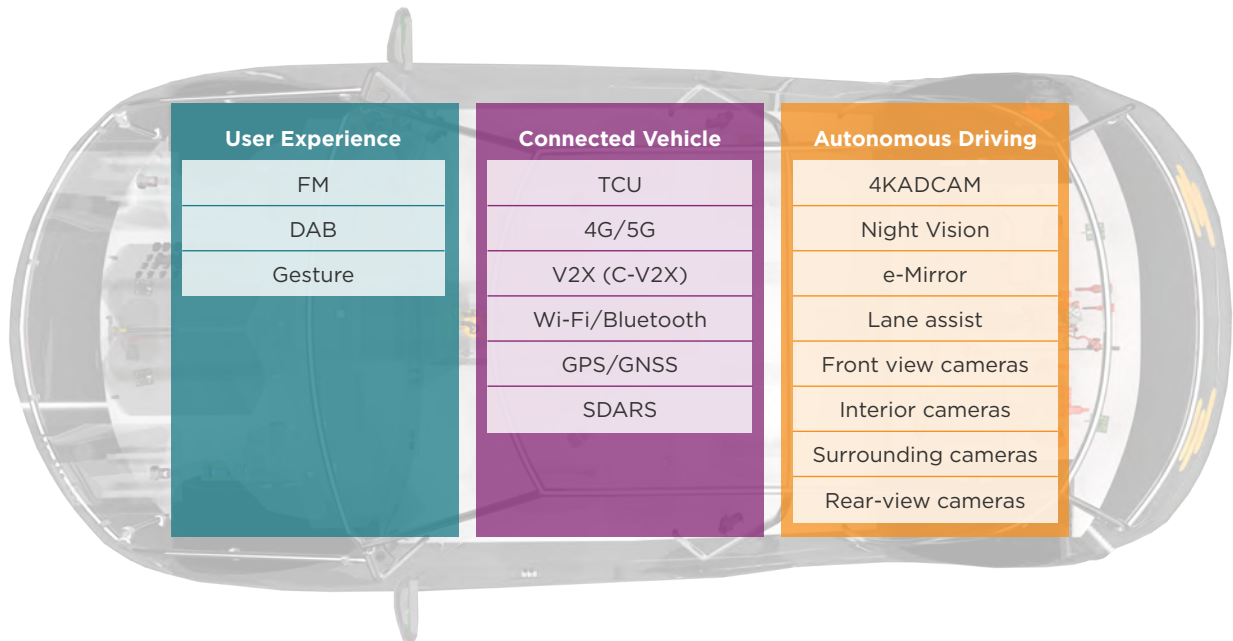 User Experience
FM
DAB
Gesture
Connected Vehicle
TCU
4G/5G
V2X (C-V2X)
Wi-Fi/Bluetooth
GPS/GNSS
SDARS
Autonomous Driving
4KADCAM
Night Vision
e-Mirror
Lane assist
Front view cameras
Interior cameras
Surrounding cameras
Rear-view cameras